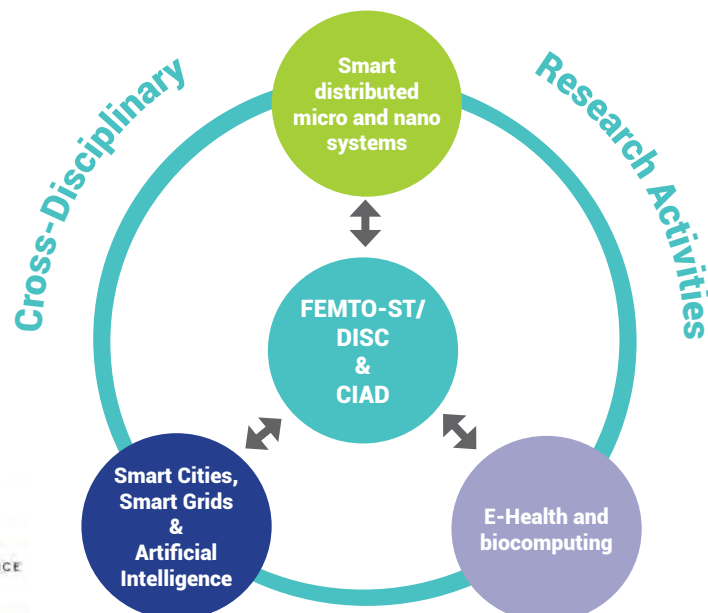 Cross-Disciplinary
Research Activities
Smart
distributed
micro and nano
systems
FEMTO-ST/
DISC
&
CIAD
Smart Cities,
Smart Grids
&
Artificial
Intelligence
E-Health and
biocomputing